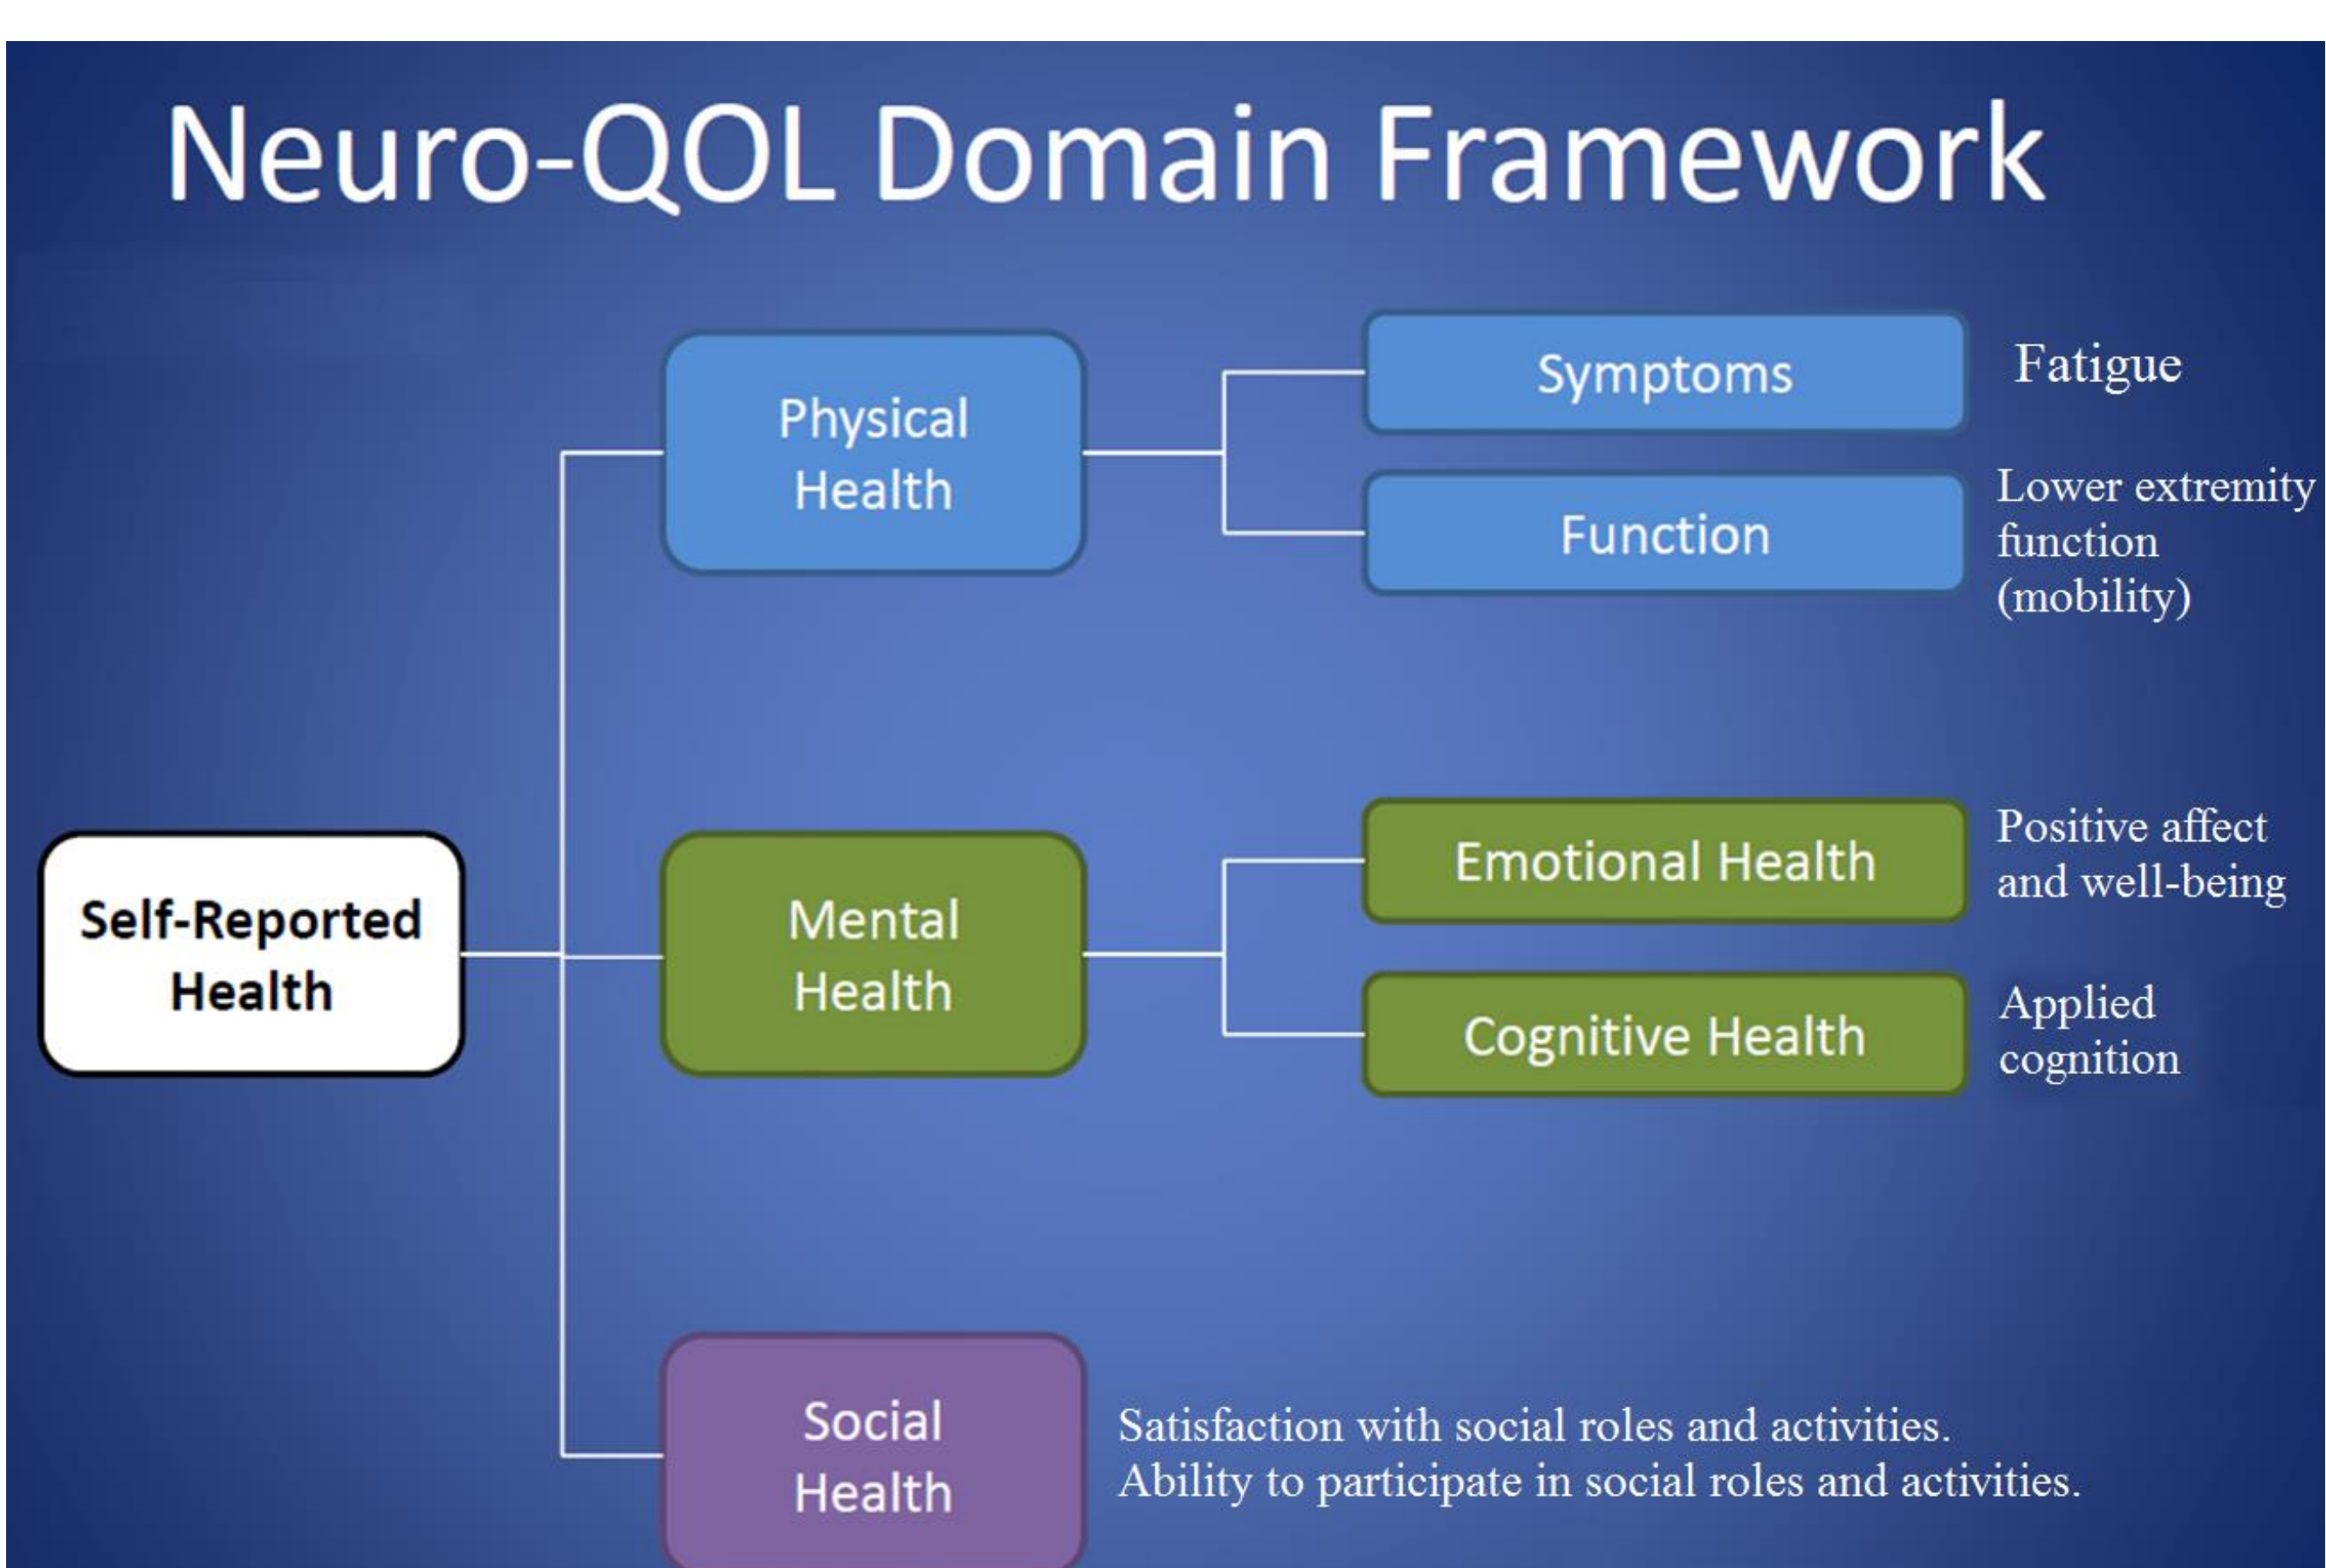 Neuro-QOL Domain Framework
Physical
Health
Symptoms
Fatigue
Function
Lower extremity
function
(mobility)
Self-Reported
Health
Mental
Health
Emotional Health
Positive affect
and well-being
Cognitive Health
Applied
cognition
Social
Health
Satisfaction with social roles and activities.
Ability to participate in social roles and activities.